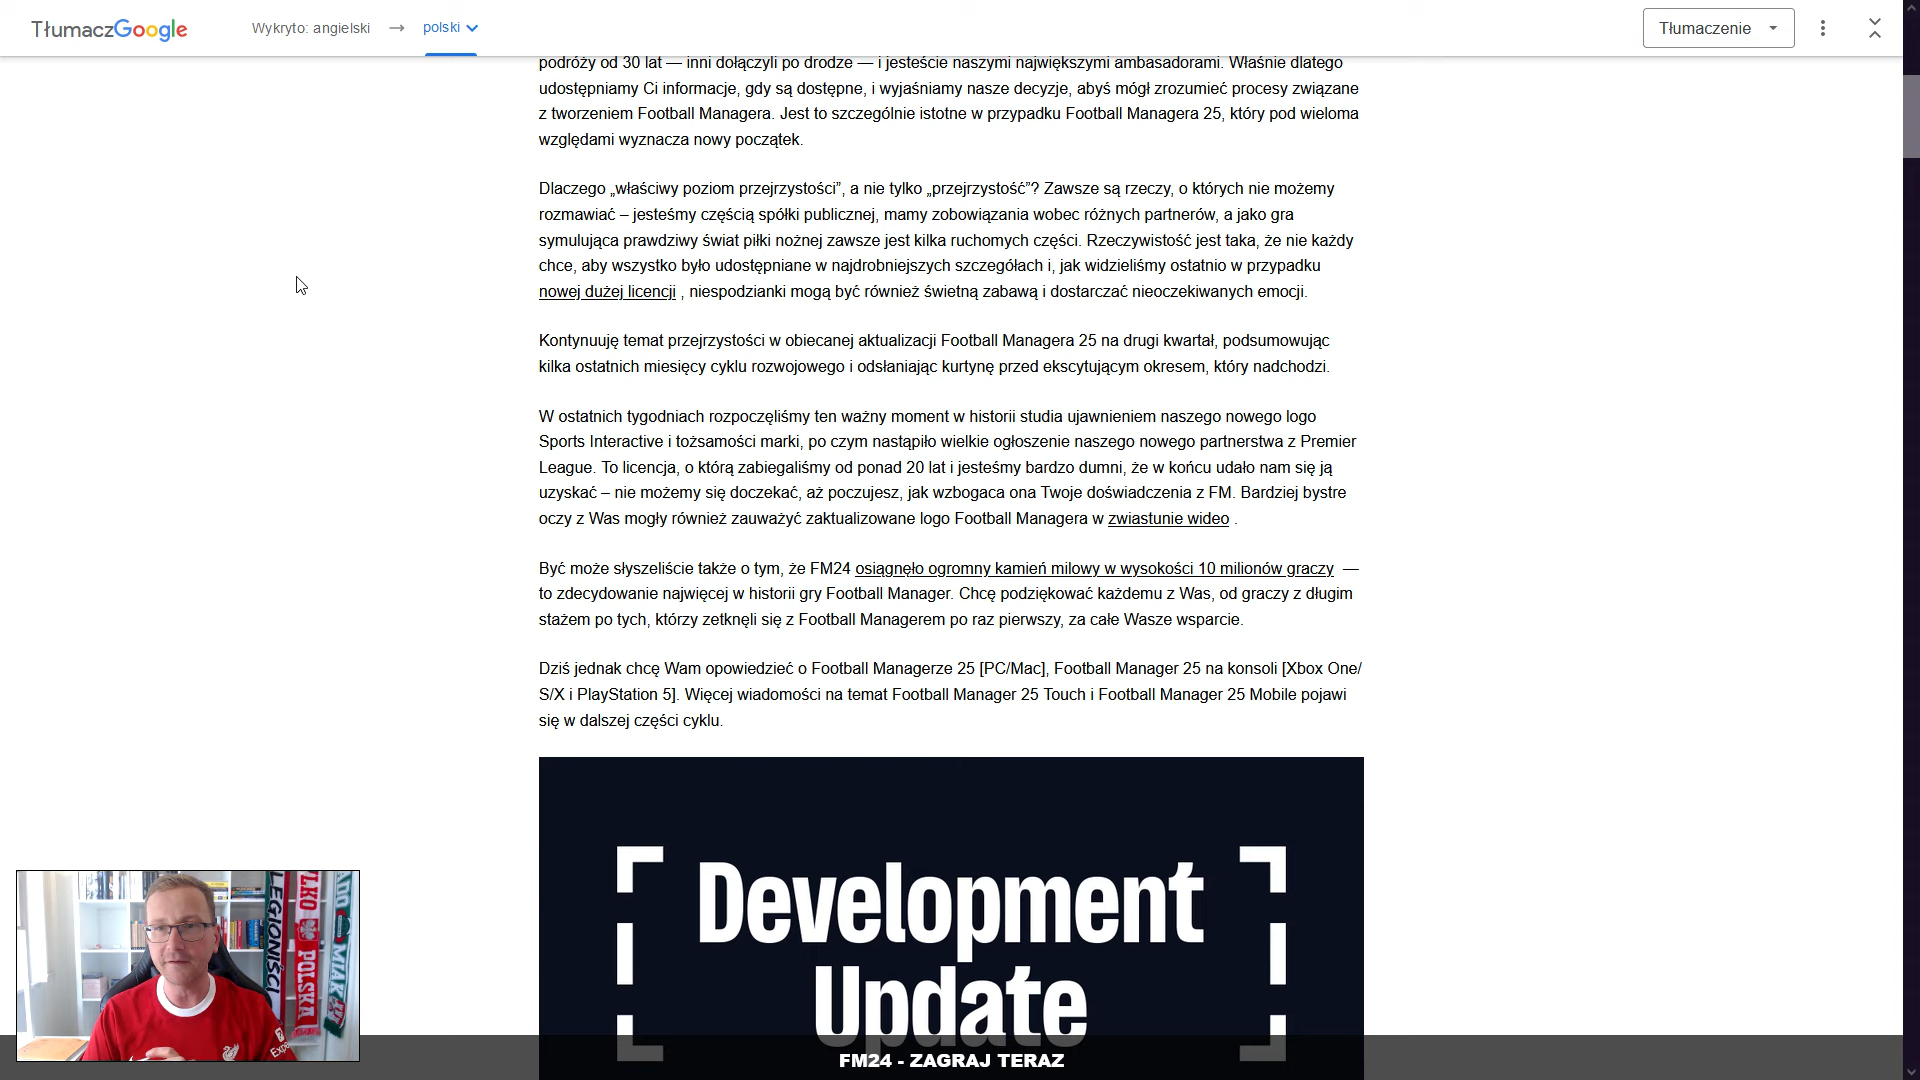 TłumaczGoogle
Wykryto: angielski → polski
Tłumaczenie
podróży od 30 lat — inni dołączyli po drodze — i jesteście naszymi największymi ambasadorami. Właśnie dlatego
udostępniamy Ci informacje, gdy są dostępne, i wyjaśniamy nasze decyzje, abyś mógł zrozumieć procesy związane
z tworzeniem Football Managera. Jest to szczególnie istotne w przypadku Football Managera 25, który pod wieloma
względami wyznacza nowy początek.
Dlaczego „właściwy poziom przejrzystości”, a nie tylko „przejrzystość”? Zawsze są rzeczy, o których nie możemy
rozmawiać – jesteśmy częścią spółki publicznej, mamy zobowiązania wobec różnych partnerów, a jako gra
symulująca prawdziwy świat piłki nożnej zawsze jest kilka ruchomych części. Rzeczywistość jest taka, że nie każdy
chce, aby wszystko było udostępniane w najdrobniejszych szczegółach i, jak widzieliśmy ostatnio w przypadku
nowej dużej licencji , niespodzianki mogą być również świetną zabawą i dostarczać nieoczekiwanych emocji.
Kontynuuję temat przejrzystości w obiecanej aktualizacji Football Managera 25 na drugi kwartał, podsumowując
kilka ostatnich miesięcy cyklu rozwojowego i odsłaniając kurtynę przed ekscytującym okresem, który nadchodzi.
W ostatnich tygodniach rozpoczęliśmy ten ważny moment w historii studia ujawnieniem naszego nowego logo
Sports Interactive i tożsamości marki, po czym nastąpiło wielkie ogłoszenie naszego nowego partnerstwa z Premier
League. To licencja, o którą zabiegaliśmy od ponad 20 lat i jesteśmy bardzo dumni, że w końcu udało nam się ją
uzyskać – nie możemy się doczekać, aż poczujesz, jak wzbogaca ona Twoje doświadczenia z FM. Bardziej bystre
oczy z Was mogły również zauważyć zaktualizowane logo Football Managera w zwiastunie wideo .
Być może słyszeliście także o tym, że FM24 osiągnęło ogromny kamień milowy w wysokości 10 milionów graczy —
to zdecydowanie najwięcej w historii gry Football Manager. Chcę podziękować każdemu z Was, od graczy z długim
stażem po tych, którzy zetknęli się z Football Managerem po raz pierwszy, za całe Wasze wsparcie.
Dziś jednak chcę Wam opowiedzieć o Football Managerze 25 [PC/Mac], Football Manager 25 na konsoli [Xbox One/
S/X i PlayStation 5]. Więcej wiadomości na temat Football Manager 25 Touch i Football Manager 25 Mobile pojawi
się w dalszej części cyklu.
Development
Update
LEGIONIŚCI
POLSKA
FM24 - ZAGRAJ TERAZ